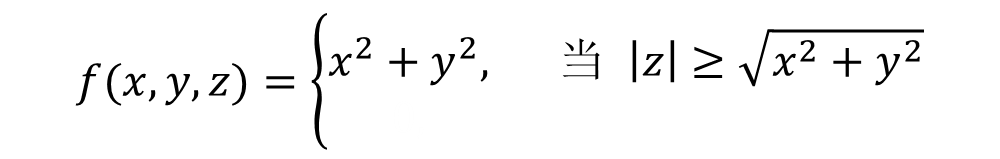 f(x, y, z) = { x² + y², 当 |z| ≥ √(x² + y²)